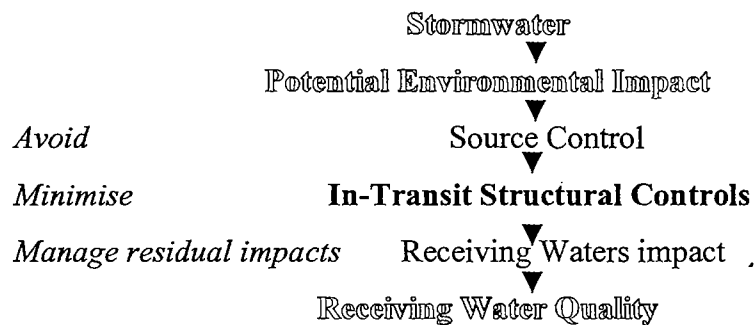 Stormwater
Potential Environmental Impact
Avoid Source Control
Minimise In-Transit Structural Controls
Manage residual impacts Receiving Waters impact
Receiving Water Quality